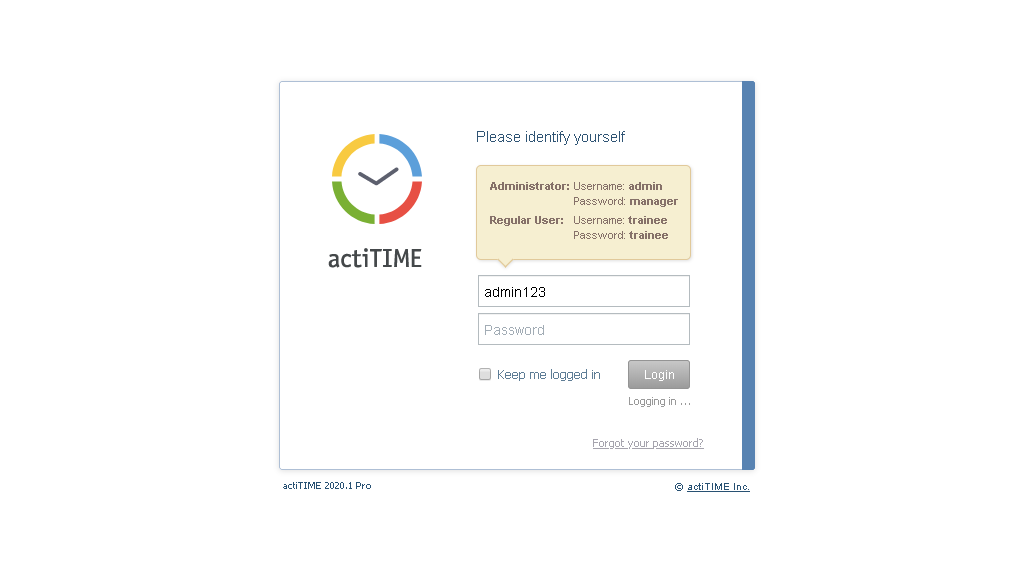 Please identify yourself
Administrator: Username: admin
Password: manager
Regular User: Username: trainee
Password: trainee
actiTIME
admin123
Password
Keep me logged in
Login
Logging in ...
Forgot your password?
actiTIME 2020.1 Pro
© actiTIME Inc.